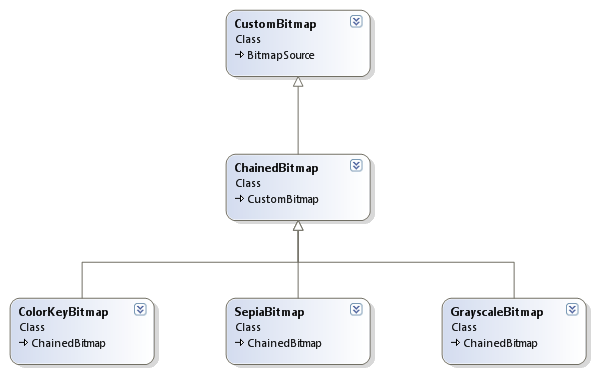 CustomBitmap
Class
BitmapSource
ChainedBitmap
Class
CustomBitmap
ColorKeyBitmap
Class
ChainedBitmap
SepiaBitmap
Class
ChainedBitmap
GrayscaleBitmap
Class
ChainedBitmap